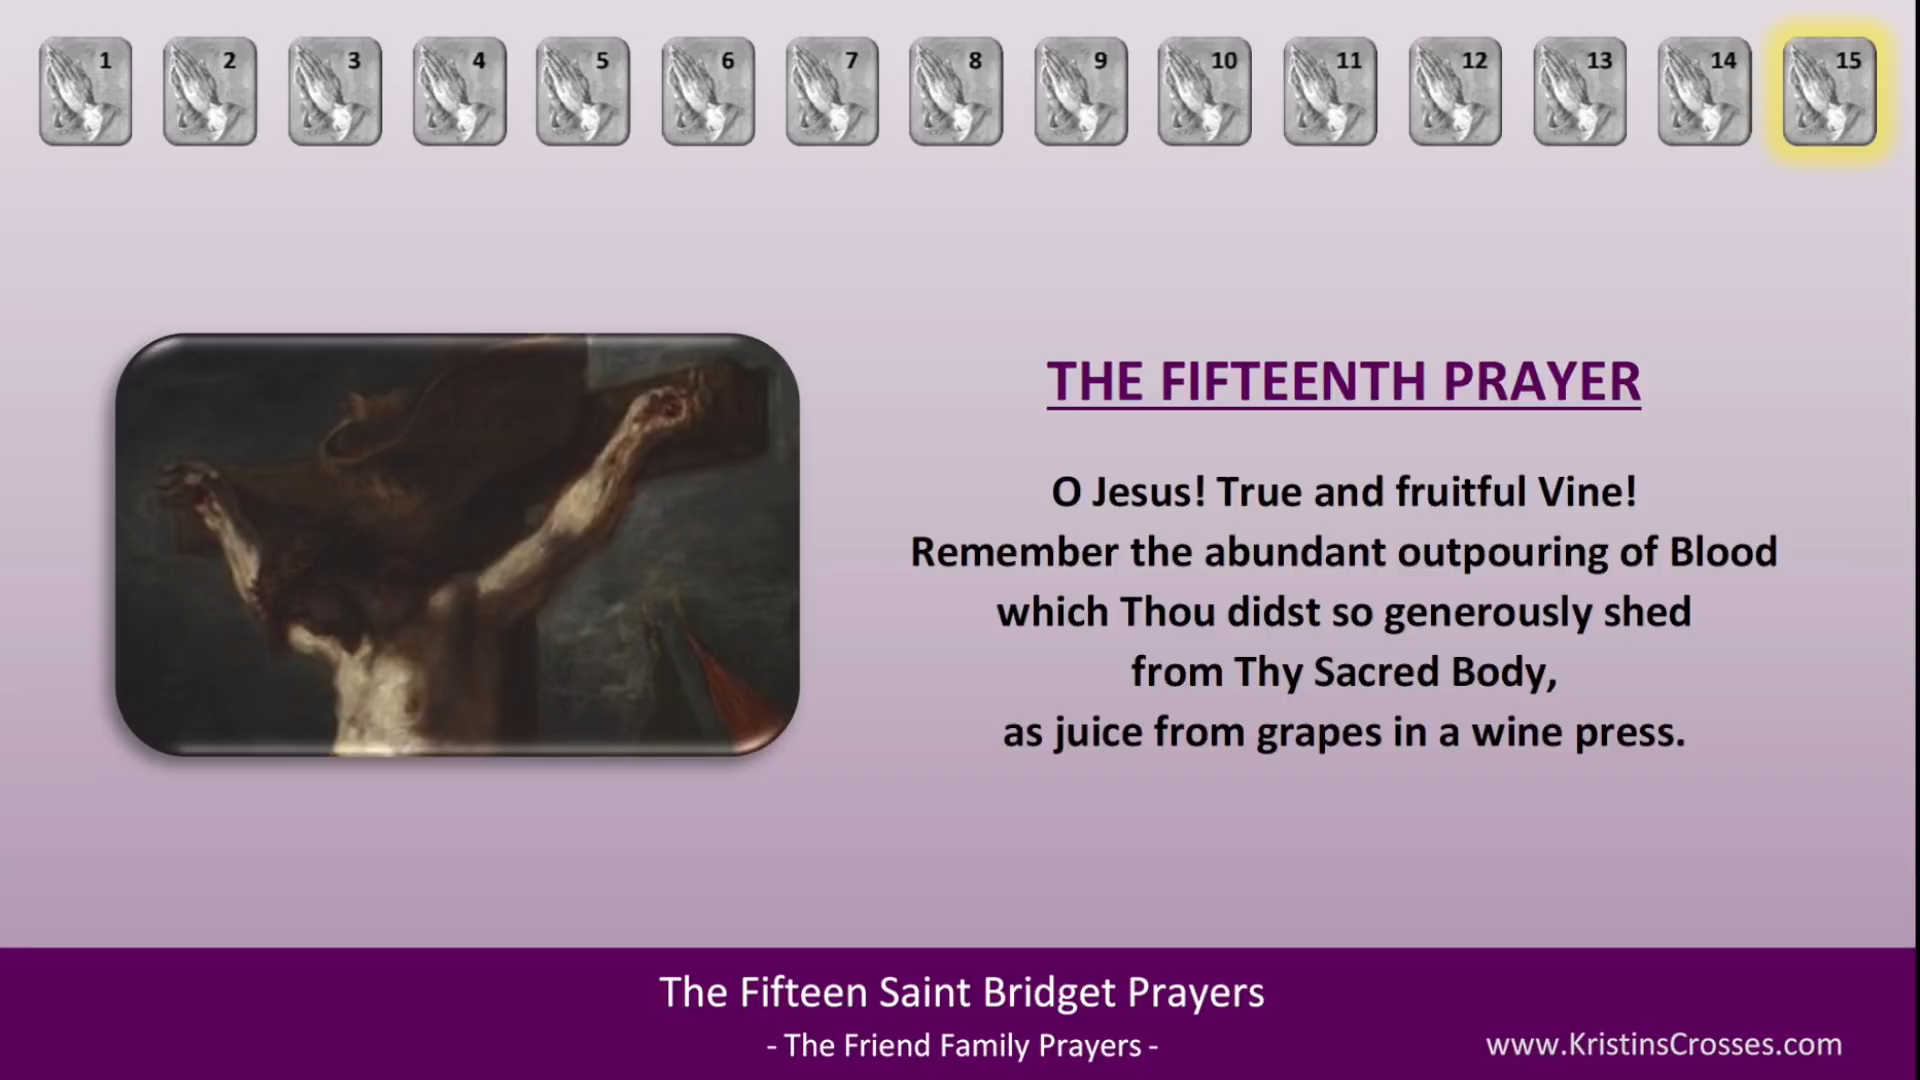 1 2 3 4 5 6 7 8 9 10 11 12 13 14 15
THE FIFTEENTH PRAYER
O Jesus! True and fruitful Vine!
Remember the abundant outpouring of Blood
which Thou didst so generously shed
from Thy Sacred Body,
as juice from grapes in a wine press.
The Fifteen Saint Bridget Prayers
- The Friend Family Prayers -
www.KristinsCrosses.com